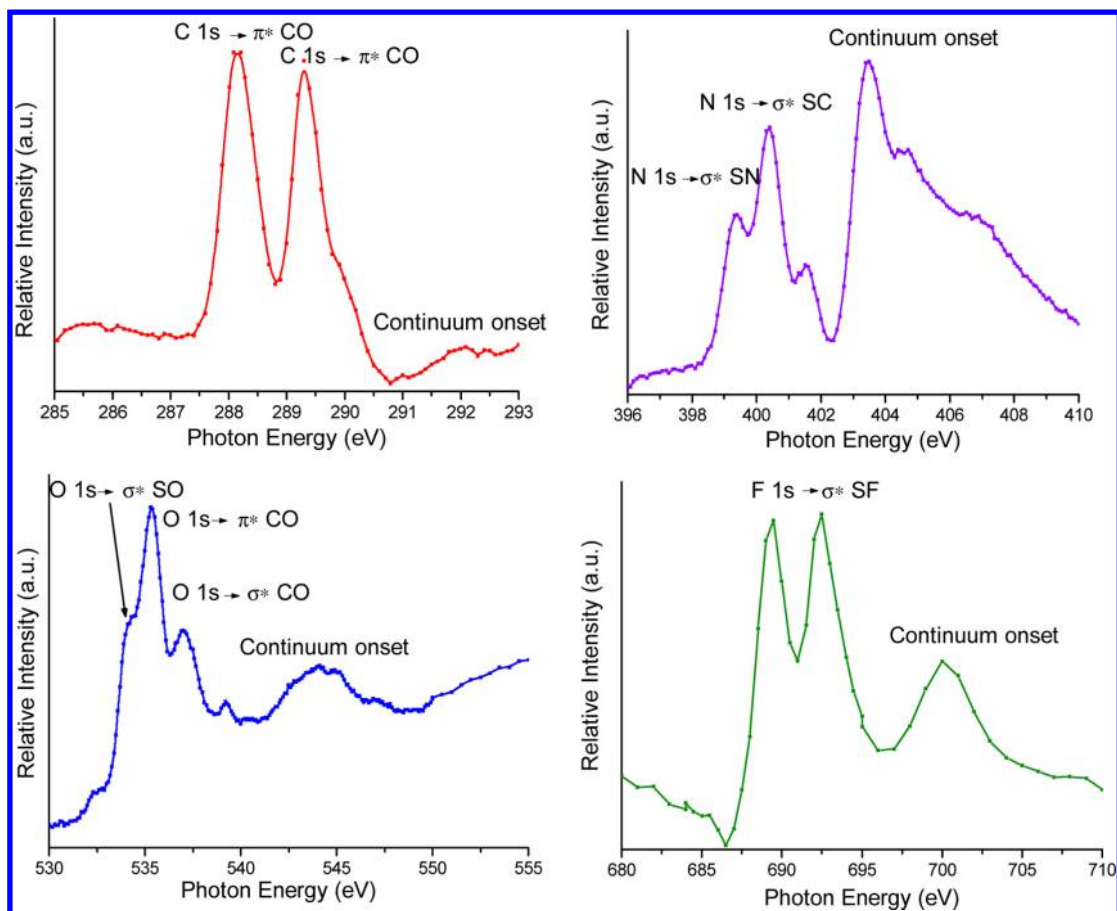 C 1s → π* CO
C 1s → π* CO
Continuum onset
Relative Intensity (a.u.)
285 286 287 288 289 290 291 292 293
Photon Energy (eV)
Continuum onset
N 1s → σ* SC
N 1s → σ* SN
Relative Intensity (a.u.)
396 398 400 402 404 406 408 410
Photon Energy (eV)
O 1s → σ* SO
O 1s → π* CO
O 1s → σ* CO
Continuum onset
Relative Intensity (a.u.)
530 535 540 545 550 555
Photon Energy (eV)
F 1s → σ* SF
Continuum onset
Relative Intensity (a.u.)
680 685 690 695 700 705 710
Photon Energy (eV)